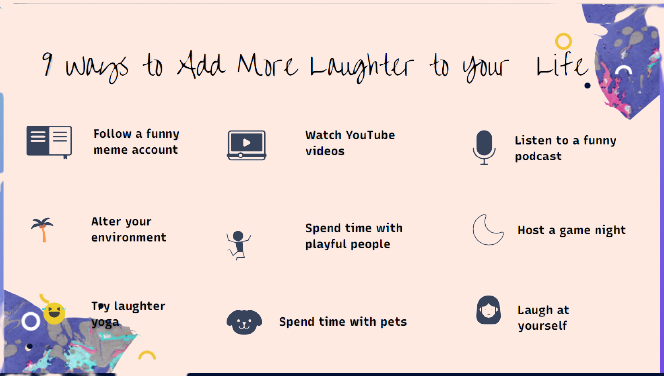 9 Ways to Add More Laughter to your Life
Follow a funny
meme account
Watch YouTube
videos
Listen to a funny
podcast
Alter your
environment
Spend time with
playful people
Host a game night
Try laughter
yoga
Spend time with pets
Laugh at
yourself